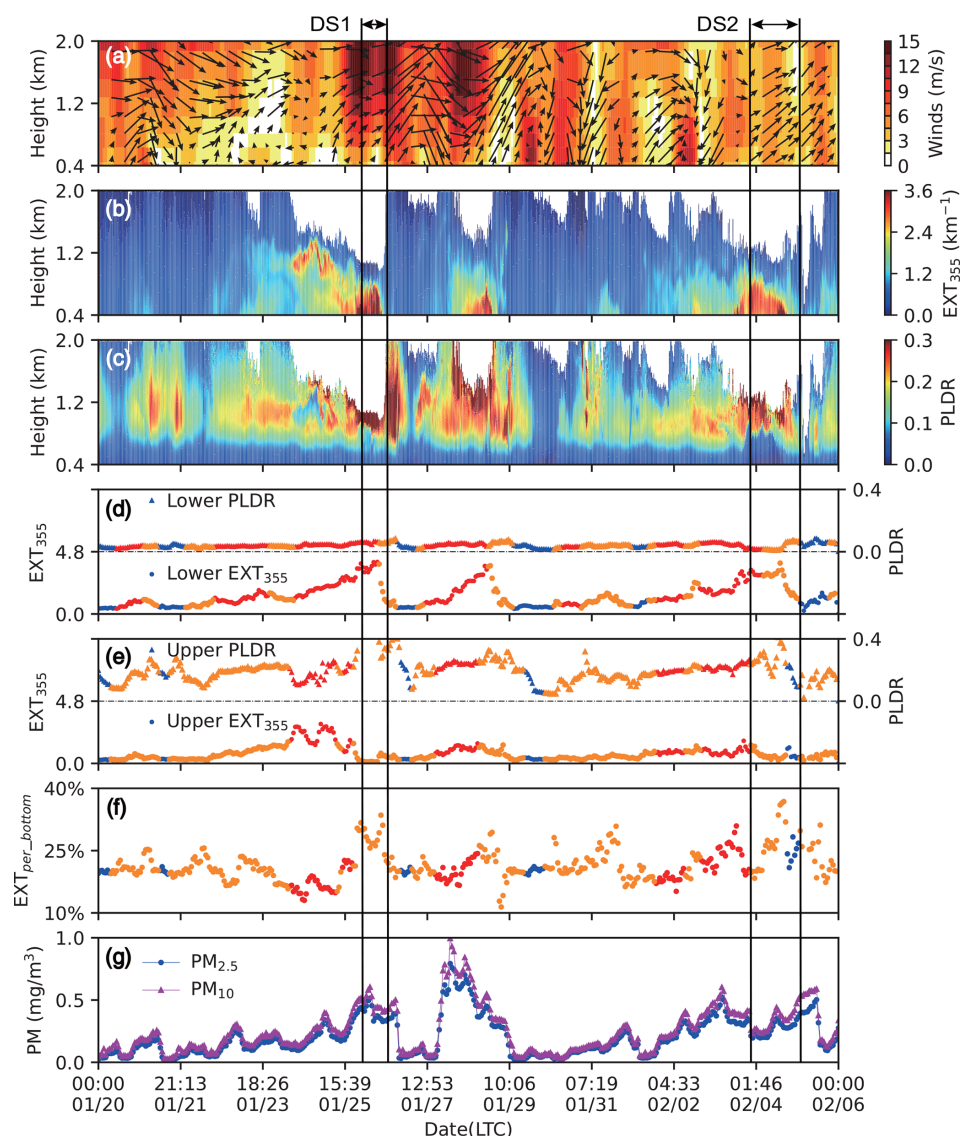 DS1
DS2
(a)
2.0
1.2
0.4
Height (km)
15
12
9
6
3
0
Winds (m/s)
(b)
2.0
1.2
0.4
Height (km)
3.6
2.4
1.2
0.0
EXT355 (km−1)
(c)
2.0
1.2
0.4
Height (km)
0.3
0.2
0.1
0.0
PLDR
(d)
Lower PLDR
0.4
0.0
PLDR
EXT355
4.8
Lower EXT355
0.0
(e)
Upper PLDR
0.4
0.0
PLDR
EXT355
4.8
Upper EXT355
0.0
(f)
40%
25%
10%
EXTper_bottom
(g)
1.0
0.5
0.0
PM (mg/m3)
PM2.5
PM10
00:00 21:13 18:26 15:39 12:53 10:06 07:19 04:33 01:46 00:00
01/20 01/21 01/23 01/25 01/27 01/29 01/31 02/02 02/04 02/06
Date(LTC)